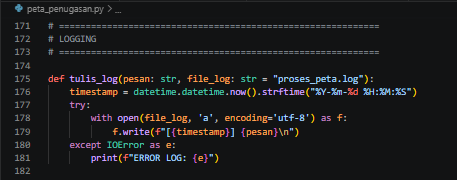 peta_penugasan.py > ...
171 # ============================================================
172 # LOGGING
173 # ============================================================
174
175 def tulis_log(pesan: str, file_log: str = "proses_peta.log"):
176     timestamp = datetime.datetime.now().strftime("%Y-%m-%d %H:%M:%S")
177     try:
178         with open(file_log, 'a', encoding='utf-8') as f:
179             f.write(f"[{timestamp}] {pesan}\n")
180     except IOError as e:
181         print(f"ERROR LOG: {e}")
182